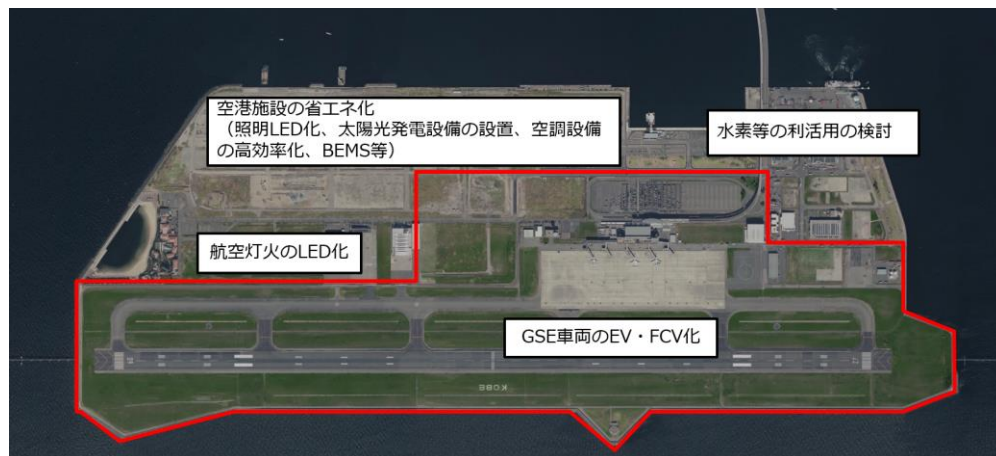 空港施設の省エネ化
（照明LED化、太陽光発電設備の設置、空調設備
の高効率化、BEMS等）
水素等の利活用の検討
航空灯火のLED化
GSE車両のEV・FCV化
KOBE